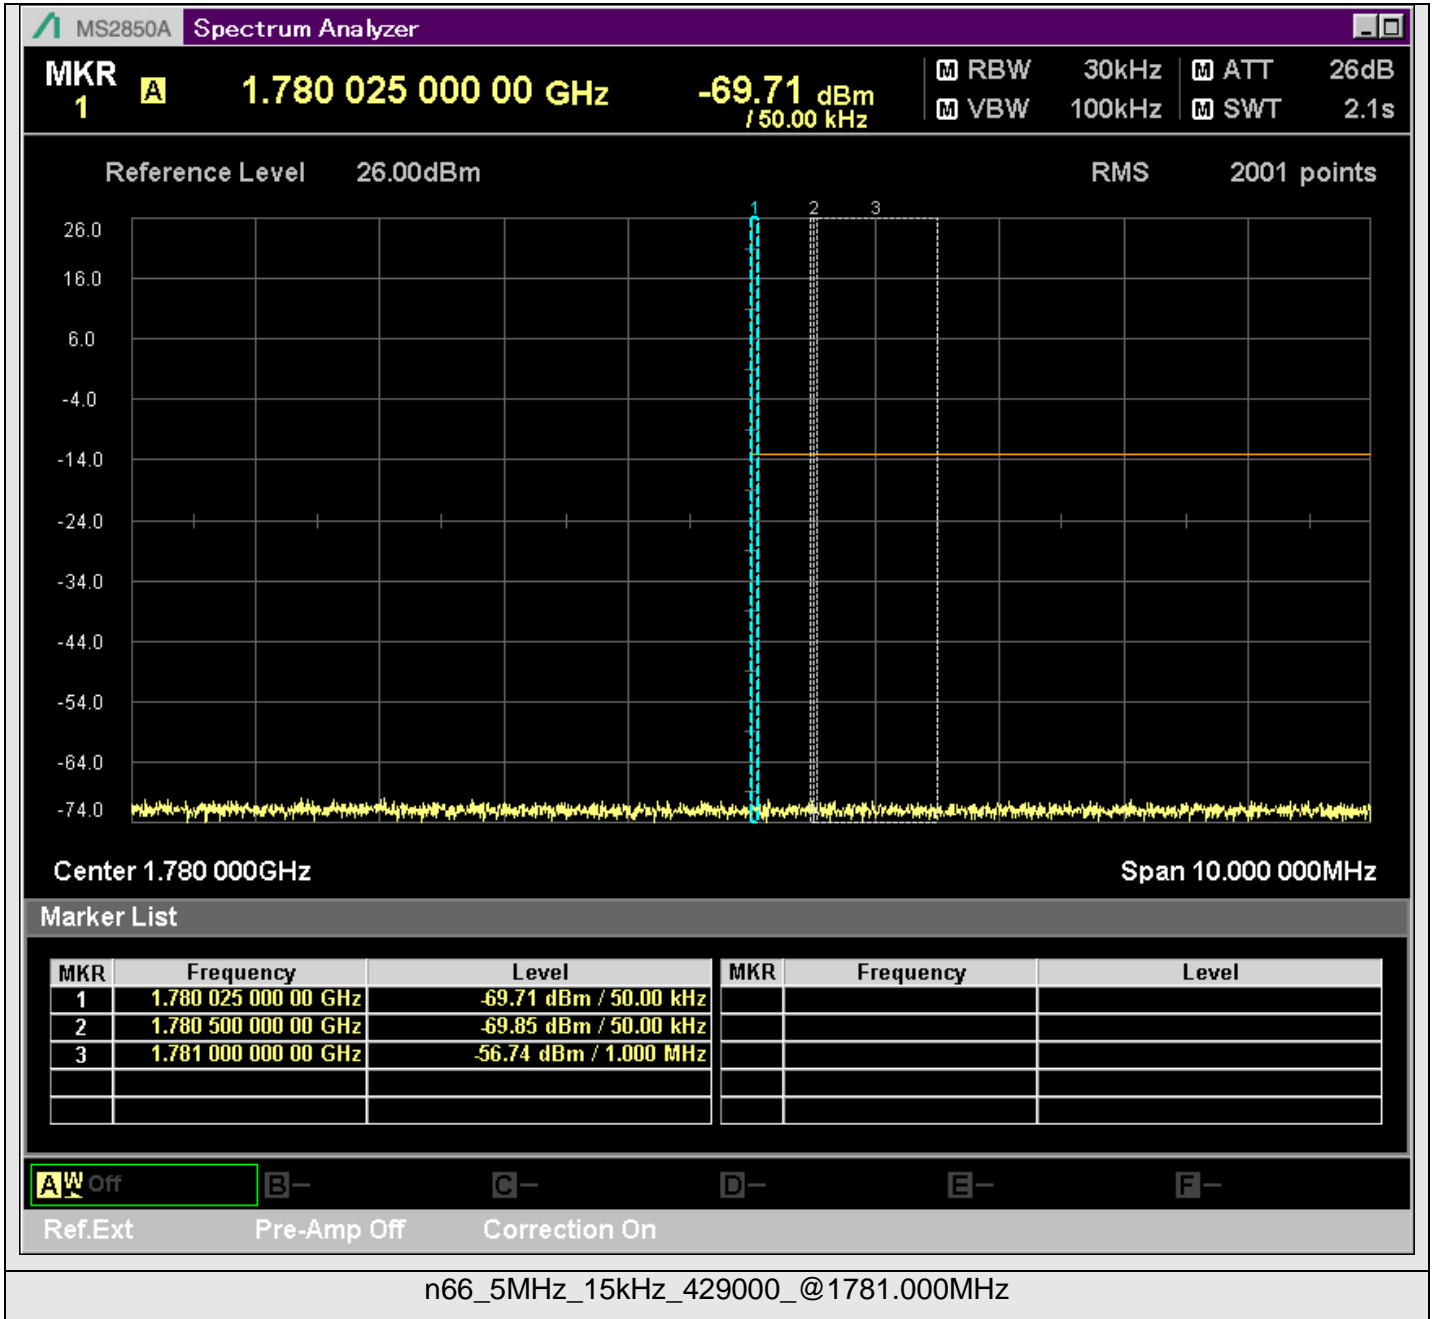 MS2850A Spectrum Analyzer
MKR 1 A 1.780 025 000 00 GHz -69.71 dBm / 50.00 kHz
M RBW 30kHz M ATT 26dB
M VBW 100kHz M SWT 2.1s
Reference Level 26.00dBm RMS 2001 points
1 2 3
26.0
16.0
6.0
-4.0
-14.0
-24.0
-34.0
-44.0
-54.0
-64.0
-74.0
Center 1.780 000GHz Span 10.000 000MHz
Marker List
MKR Frequency Level MKR Frequency Level
1 1.780 025 000 00 GHz -69.71 dBm / 50.00 kHz
2 1.780 500 000 00 GHz -69.85 dBm / 50.00 kHz
3 1.781 000 000 00 GHz -56.74 dBm / 1.000 MHz
A W Off B - C - D - E - F -
Ref.Ext Pre-Amp Off Correction On
n66_5MHz_15kHz_429000_@1781.000MHz